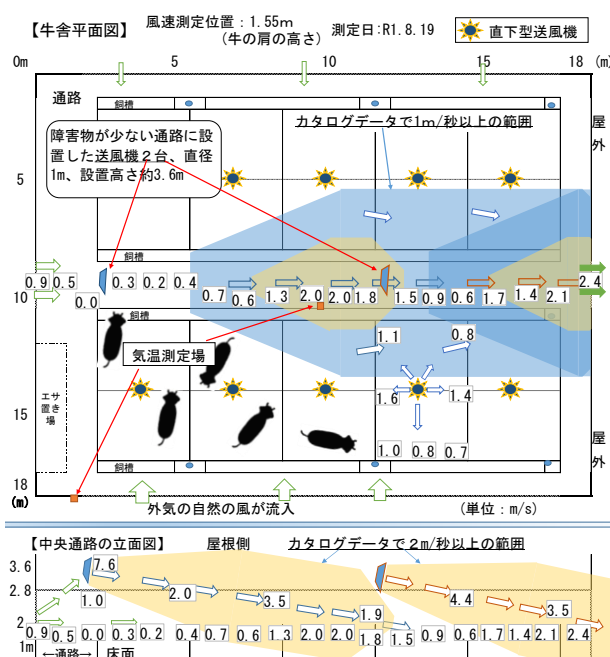 【牛舎平面図】 風速測定位置：1.55ｍ 測定日:R1.8.19 直下型送風機
（牛の肩の高さ）
0m 5 10 15 18 (m)
通路 飼槽 屋外
障害物が少ない通路に設
置した送風機２台、直径
1m、設置高さ約3.6m
カタログデータで1ｍ/秒以上の範囲
5
飼槽 飼槽
0.9 0.5 0.3 0.2 0.4 0.7 0.6 1.3 2.0 2.0 1.8 1.5 0.9 0.6 1.7 1.4 2.1 2.4
0.0
10
飼槽
気温測定場
1.1 0.8
エサ
置き
場
1.6 1.4
15
1.0 0.8 0.7
屋外
飼槽
18
(m)
外気の自然の風が流入 （単位：m/s）
【中央通路の立面図】 屋根側 カタログデータで２m/秒以上の範囲
3.6 7.6
2.8 1.0 2.0 3.5 4.4 3.5
1.9
2
0.9 0.5 0.0 0.3 0.2 0.4 0.7 0.6 1.3 2.0 2.0 1.8 1.5 0.9 0.6 1.7 1.4 2.1 2.4
1m ←通路→ 床面